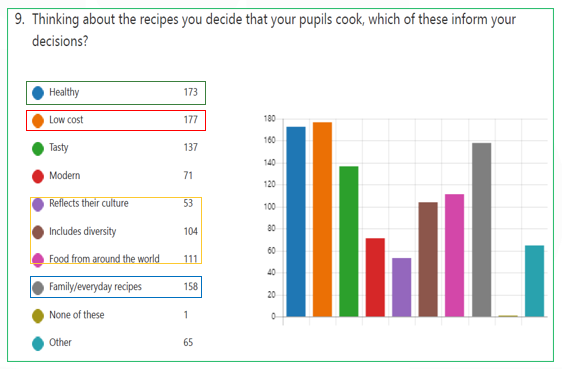 9. Thinking about the recipes you decide that your pupils cook, which of these inform your
decisions?
Healthy 173
Low cost 177
Tasty 137
Modern 71
Reflects their culture 53
Includes diversity 104
Food from around the world 111
Family/everyday recipes 158
None of these 1
Other 65
180
160
140
120
100
80
60
40
20
0